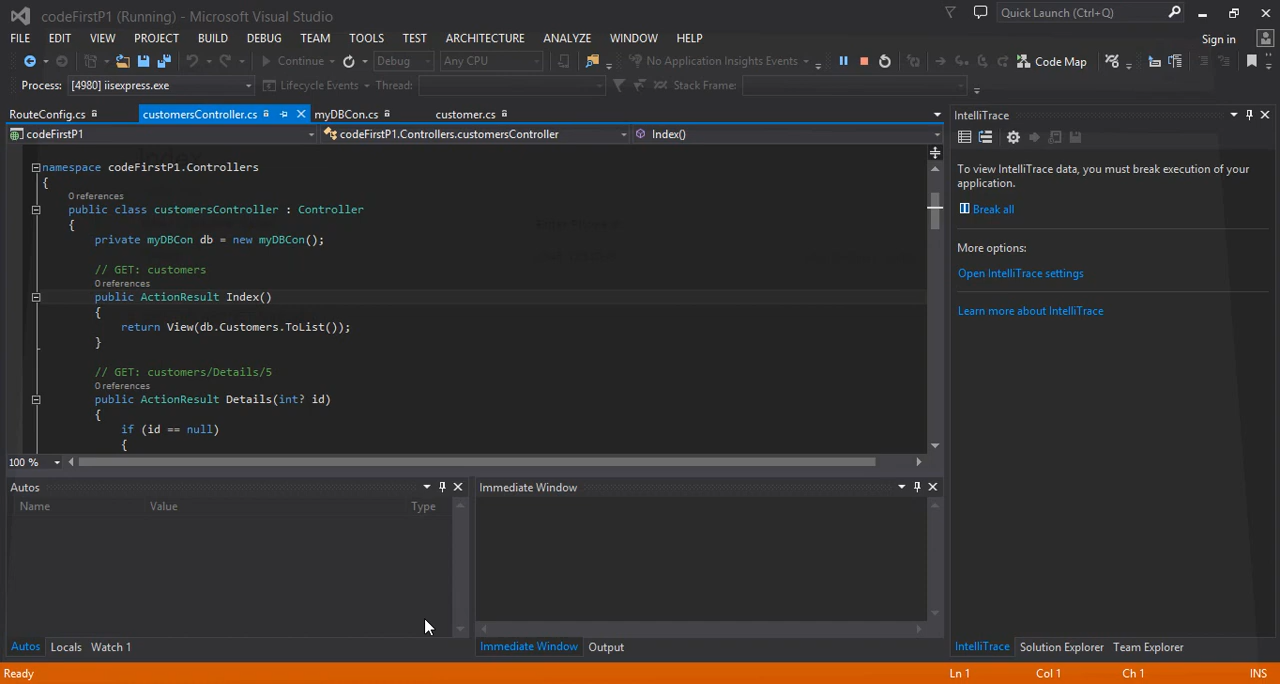 codeFirstP1 (Running) - Microsoft Visual Studio
Quick Launch (Ctrl+Q)
FILE EDIT VIEW PROJECT BUILD DEBUG TEAM TOOLS TEST ARCHITECTURE ANALYZE WINDOW HELP
Sign in
Continue Debug Any CPU No Application Insights Events Code Map
Process: [4980] iisexpress.exe Lifecycle Events Thread: Stack Frame:
RouteConfig.cs customersController.cs myDBCon.cs customer.cs
codeFirstP1 codeFirstP1.Controllers.customersController Index()
namespace codeFirstP1.Controllers
{
0 references
public class customersController : Controller
{
private myDBCon db = new myDBCon();
// GET: customers
0 references
public ActionResult Index()
{
return View(db.Customers.ToList());
}
// GET: customers/Details/5
0 references
public ActionResult Details(int? id)
{
if (id == null)
{
100 %
IntelliTrace
To view IntelliTrace data, you must break execution of your
application.
Break all
More options:
Open IntelliTrace settings
Learn more about IntelliTrace
Autos
Name Value Type
Immediate Window
Autos Locals Watch 1
Immediate Window Output
IntelliTrace Solution Explorer Team Explorer
Ready Ln 1 Col 1 Ch 1 INS